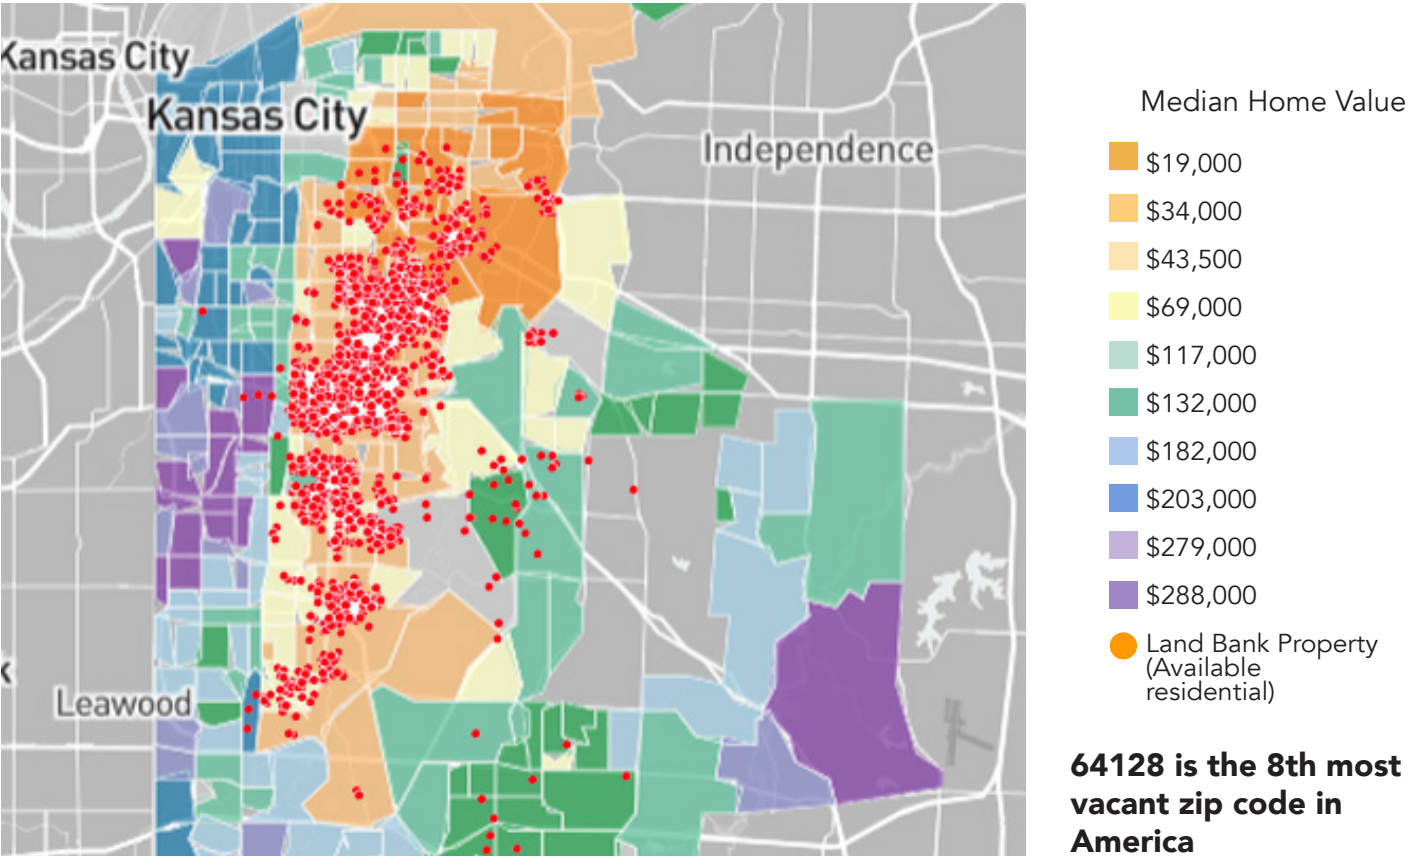 Kansas City
Kansas City
Independence
Leawood
Median Home Value
$19,000
$34,000
$43,500
$69,000
$117,000
$132,000
$182,000
$203,000
$279,000
$288,000
Land Bank Property
(Available
residential)
64128 is the 8th most
vacant zip code in
America